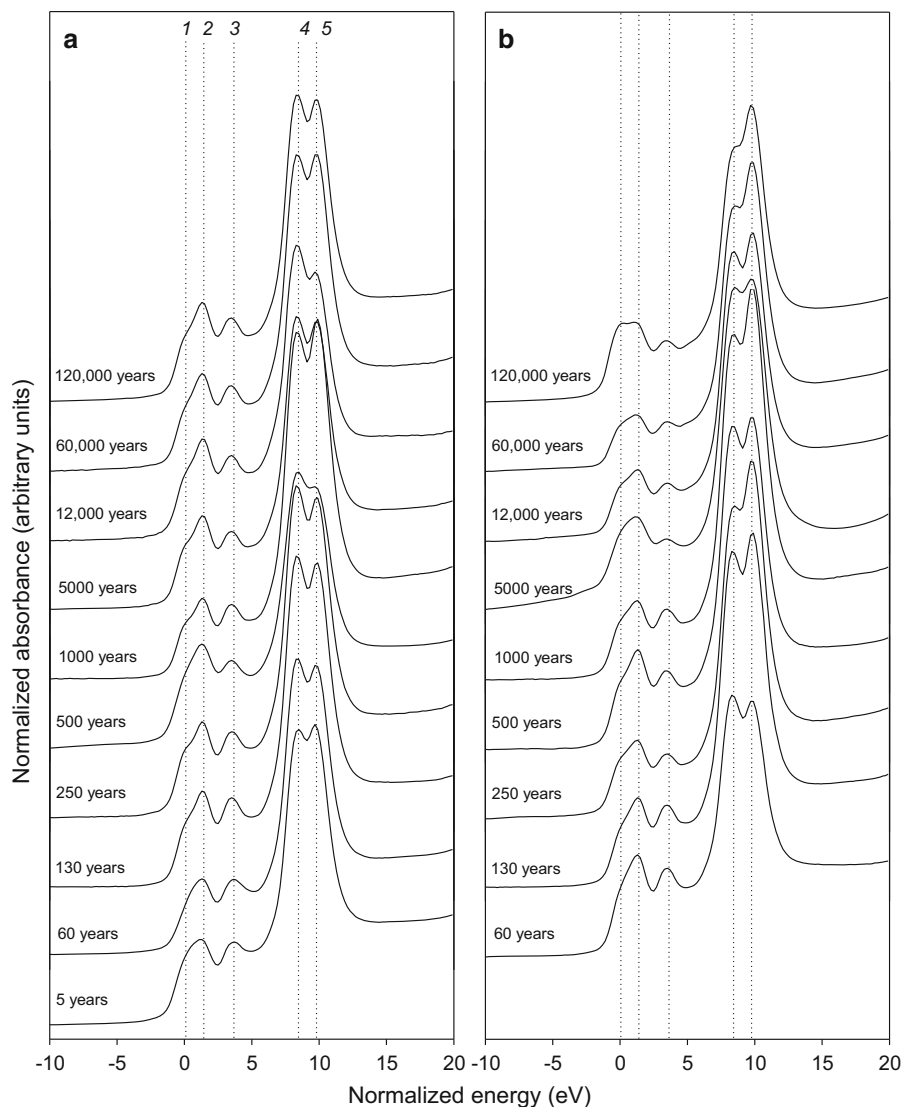 a
1 2 3 4 5
b
Normalized absorbance (arbitrary units)
120,000 years
60,000 years
12,000 years
5000 years
1000 years
500 years
250 years
130 years
60 years
5 years
120,000 years
60,000 years
12,000 years
5000 years
1000 years
500 years
250 years
130 years
60 years
-10 -5 0 5 10 15 20
-10 -5 0 5 10 15 20
Normalized energy (eV)